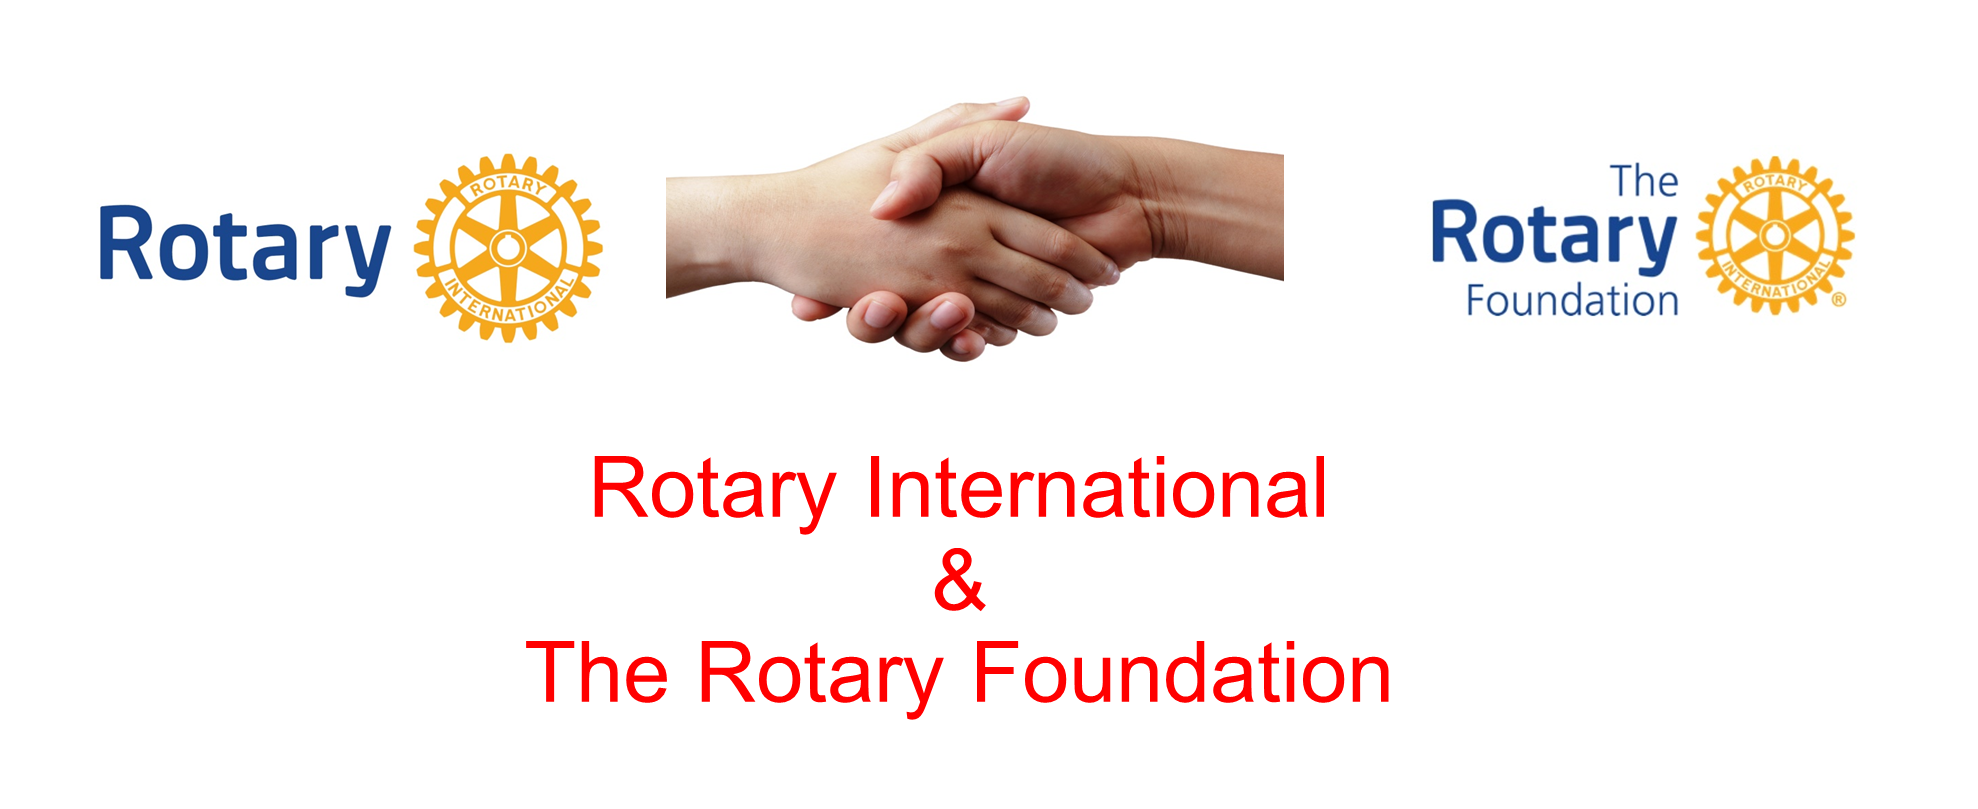 Rotary
ROTARY
INTERNATIONAL
The
Rotary
Foundation
ROTARY
INTERNATIONAL
®
Rotary International
&
The Rotary Foundation